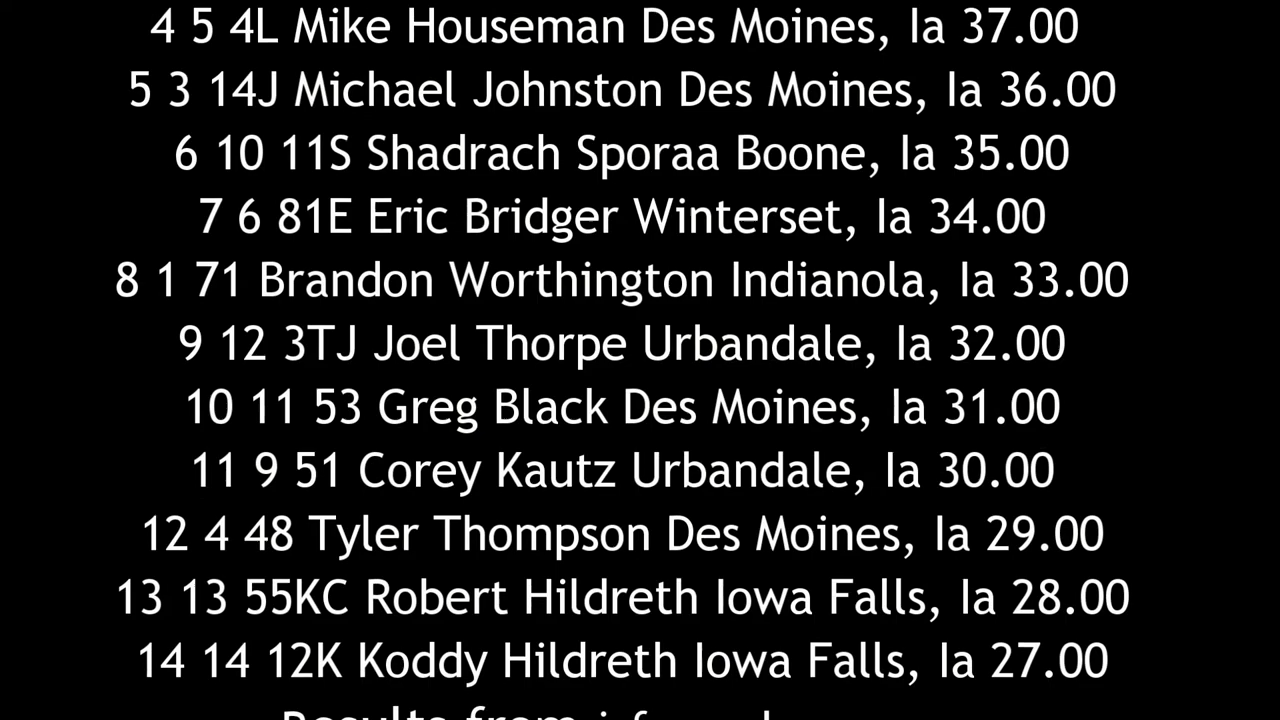 4 5 4L Mike Houseman Des Moines, Ia 37.00
5 3 14J Michael Johnston Des Moines, Ia 36.00
6 10 11S Shadrach Sporaa Boone, Ia 35.00
7 6 81E Eric Bridger Winterset, Ia 34.00
8 1 71 Brandon Worthington Indianola, Ia 33.00
9 12 3TJ Joel Thorpe Urbandale, Ia 32.00
10 11 53 Greg Black Des Moines, Ia 31.00
11 9 51 Corey Kautz Urbandale, Ia 30.00
12 4 48 Tyler Thompson Des Moines, Ia 29.00
13 13 55KC Robert Hildreth Iowa Falls, Ia 28.00
14 14 12K Koddy Hildreth Iowa Falls, Ia 27.00
Results from